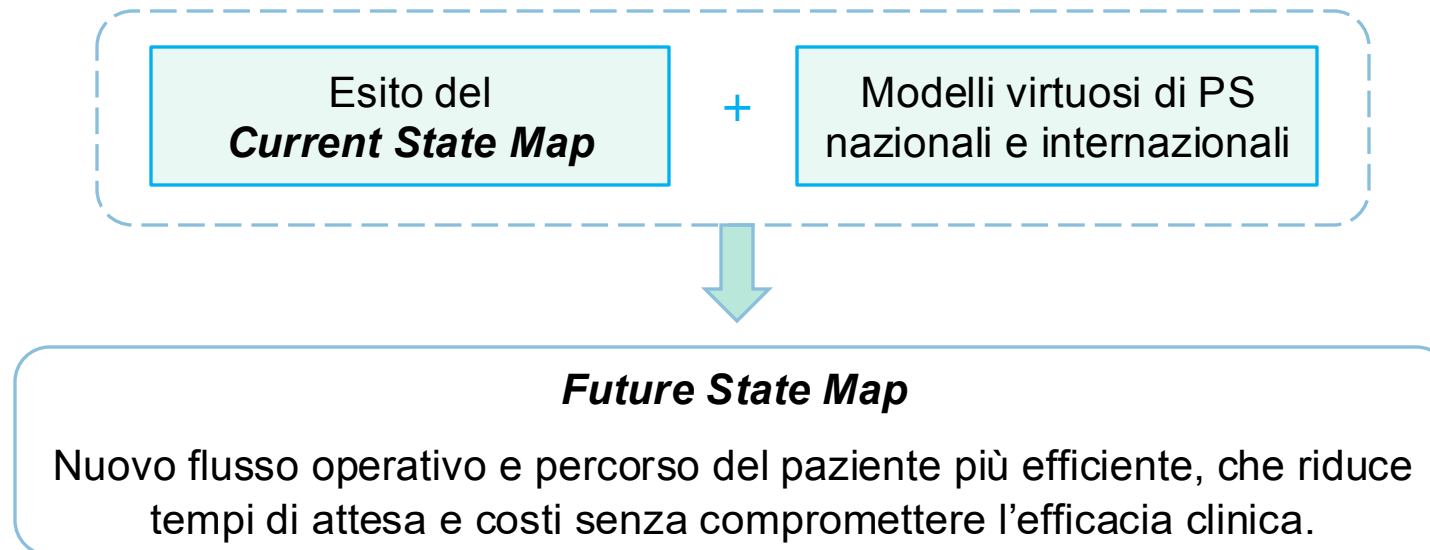 Esito del
Current State Map
+
Modelli virtuosi di PS
nazionali e internazionali
Future State Map
Nuovo flusso operativo e percorso del paziente più efficiente, che riduce
tempi di attesa e costi senza compromettere l’efficacia clinica.